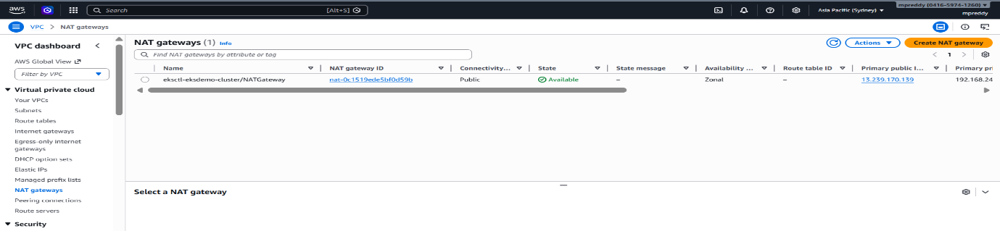 aws
Search [Alt+S]
Asia Pacific (Sydney)
mpreddy (0416-5974-1260)
mpreddy
VPC > NAT gateways
VPC dashboard
AWS Global View
Filter by VPC
Virtual private cloud
Your VPCs
Subnets
Route tables
Internet gateways
Egress-only internet
gateways
DHCP option sets
Elastic IPs
Managed prefix lists
NAT gateways
Peering connections
Route servers
Security
NAT gateways (1) Info
Actions
Create NAT gateway
Find NAT gateways by attribute or tag
1
Name NAT gateway ID Connectivity... State State message Availability ... Route table ID Primary public I... Primary pri
eksctl-eksdemo-cluster/NATGateway nat-0c1519ede5bf0d59b Public Available – Zonal – 13.239.170.139 192.168.24
Select a NAT gateway